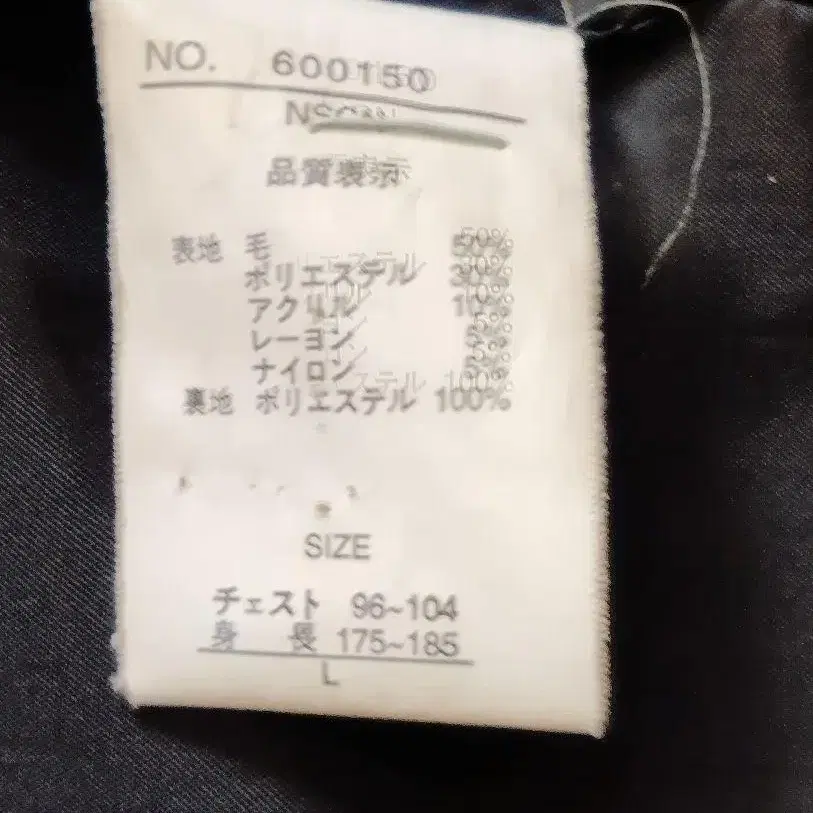 NO. 600150
品質表示
表地 毛 50%
ポリエステル 30%
アクリル 10%
レーヨン 5%
ナイロン 5%
裏地 ポリエステル 100%
SIZE
チェスト 96~104
身 長 175~185
L